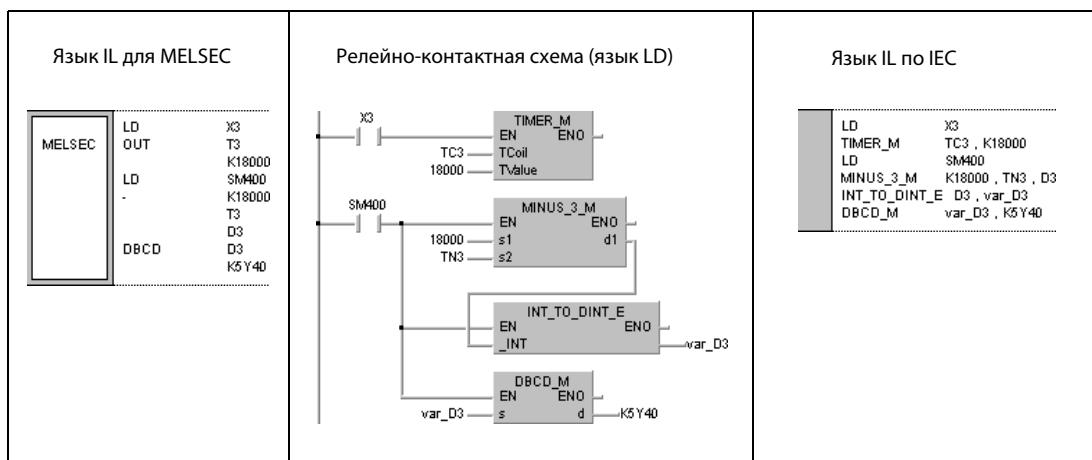 Язык IL для MELSEC
MELSEC
LD X3
OUT T3
K18000
LD SM400
- K18000
T3
D3
DBCD D3
K5Y40
Релейно-контактная схема (язык LD)
X3
TIMER_M
EN ENO
TC3 TCoil
18000 TValue
SM400
MINUS_3_M
EN ENO
18000 s1 d1
TN3 s2
INT_TO_DINT_E
EN ENO
_INT var_D3
DBCD_M
EN ENO
var_D3 s d K5Y40
Язык IL по IEC
LD X3
TIMER_M TC3 , K18000
LD SM400
MINUS_3_M K18000 , TN3 , D3
INT_TO_DINT_E D3 , var_D3
DBCD_M var_D3 , K5Y40